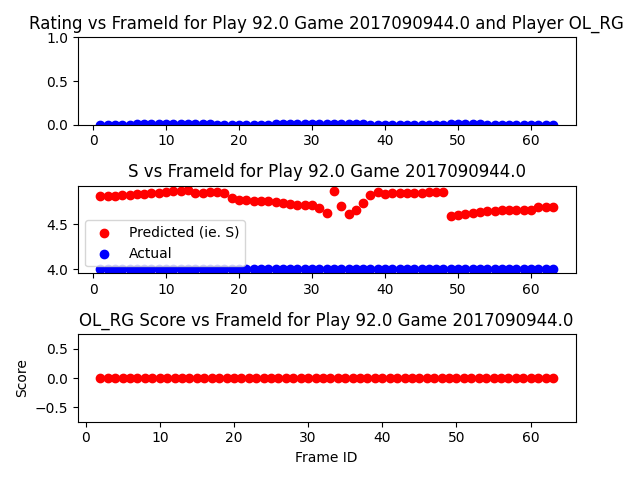 Rating vs FrameId for Play 92.0 Game 2017090944.0 and Player OL_RG
1.0
0.5
0.0
0 10 20 30 40 50 60
S vs FrameId for Play 92.0 Game 2017090944.0
4.5
4.0
Predicted (ie. S)
Actual
0 10 20 30 40 50 60
OL_RG Score vs FrameId for Play 92.0 Game 2017090944.0
Score
0.5
0.0
−0.5
0 10 20 30 40 50 60
Frame ID